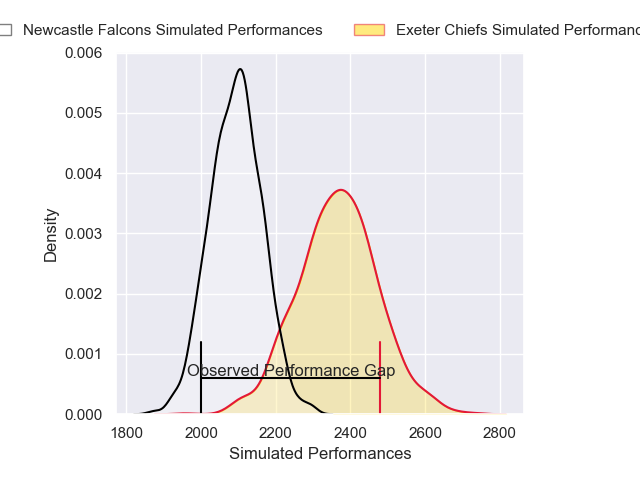 Newcastle Falcons Simulated Performances
Exeter Chiefs Simulated
0.006
0.005
0.004
0.003
0.002
0.001
0.000
Density
Observed Performance Gap
1800 2000 2200 2400 2600 2800
Simulated Performances